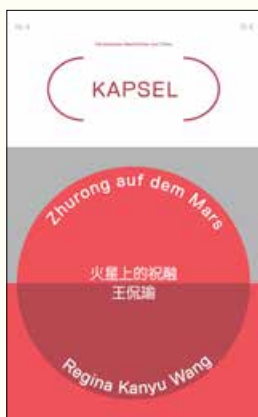 KAPSEL
Zhurong auf dem Mars
火星上的祝融
王侃瑜
Regina Kanyu Wang